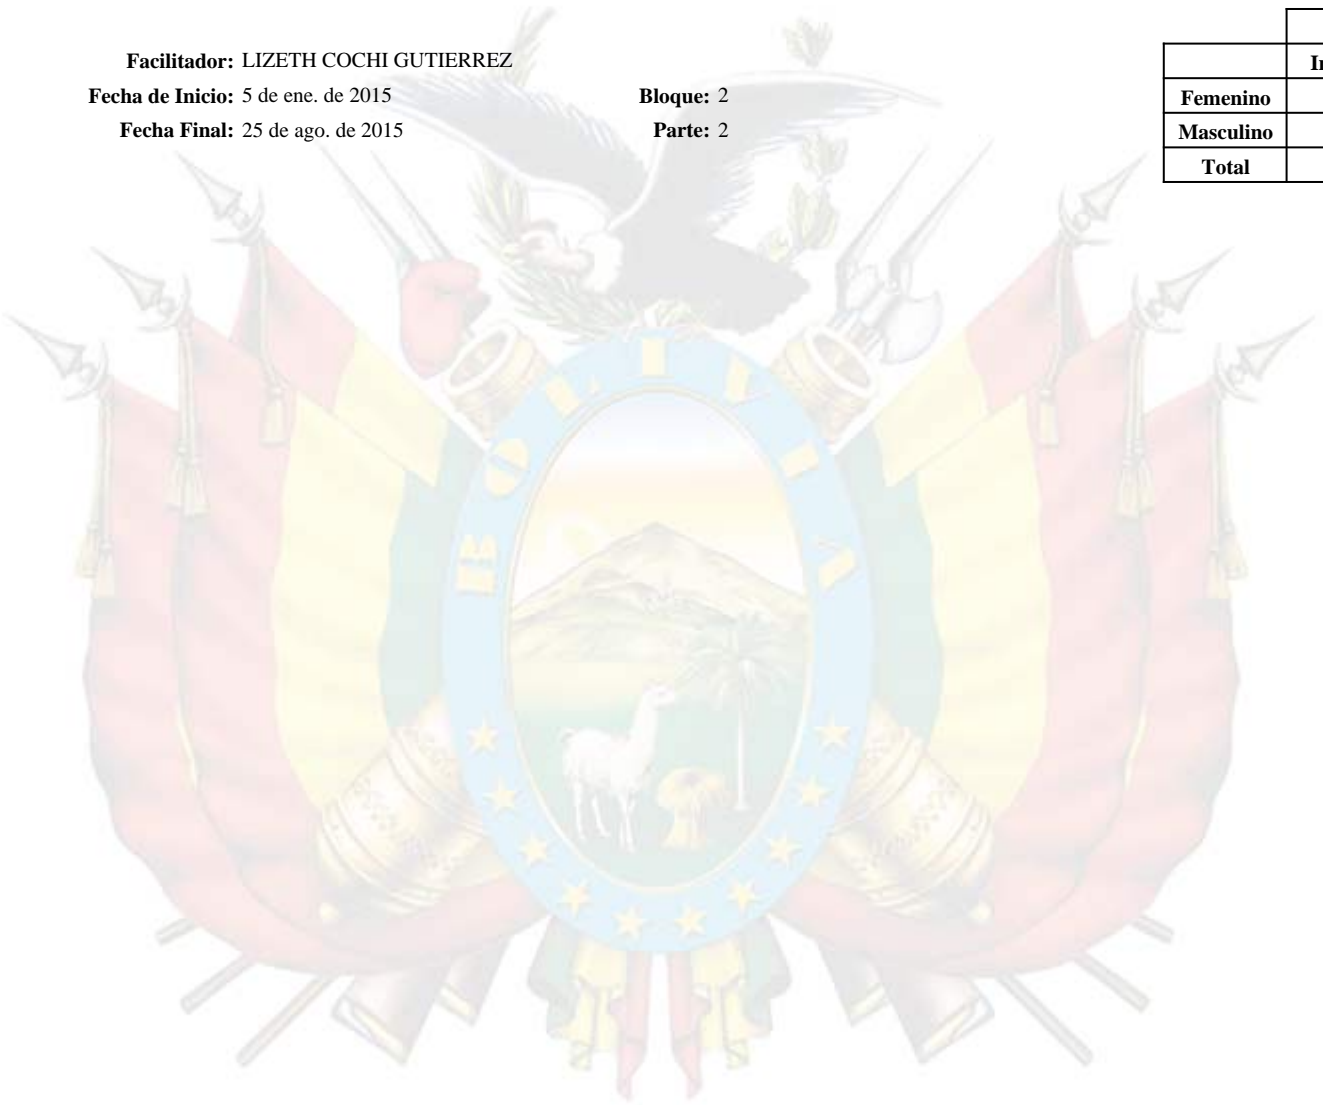 Facilitador: LIZETH COCHI GUTIERREZ
Fecha de Inicio: 5 de ene. de 2015 Bloque: 2
Fecha Final: 25 de ago. de 2015 Parte: 2
Femenino
Masculino
Total
BOLIVIA